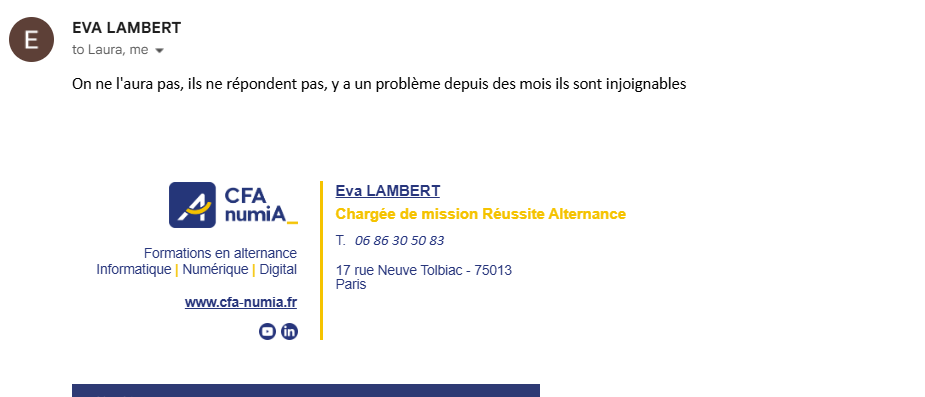 E
EVA LAMBERT
to Laura, me
On ne l'aura pas, ils ne répondent pas, y a un problème depuis des mois ils sont injoignables
CFA
numiA_
Formations en alternance
Informatique | Numérique | Digital
www.cfa-numia.fr
in
Eva LAMBERT
Chargée de mission Réussite Alternance
T. 06 86 30 50 83
17 rue Neuve Tolbiac - 75013
Paris